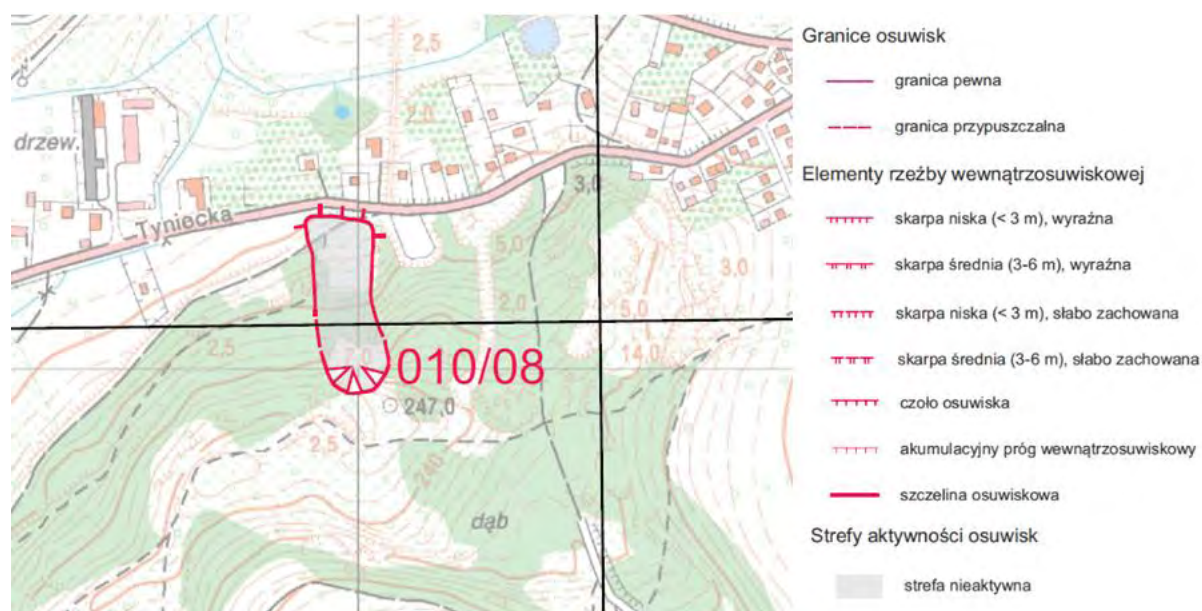 2,5
2,0
drzew.
Tyniecka
3,0
5,0
2,0
3,0
5,0
2,5
14,0
7,0
010/08
247,0
2,5
240
dąb
Granice osuwisk
granica pewna
granica przypuszczalna
Elementy rzeźby wewnątrzosuwiskowej
skarpa niska (< 3 m), wyraźna
skarpa średnia (3-6 m), wyraźna
skarpa niska (< 3 m), słabo zachowana
skarpa średnia (3-6 m), słabo zachowana
czoło osuwiska
akumulacyjny próg wewnątrzosuwiskowy
szczelina osuwiskowa
Strefy aktywności osuwisk
strefa nieaktywna